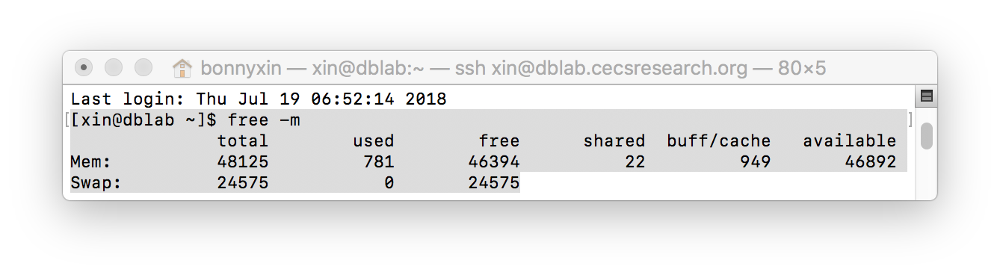 bonnyxin — xin@dblab:~ — ssh xin@dblab.cecsresearch.org — 80×5
Last login: Thu Jul 19 06:52:14 2018
[[xin@dblab ~]$ free -m ]
              total        used        free      shared  buff/cache   available
Mem:          48125         781       46394          22         949       46892
Swap:         24575           0       24575